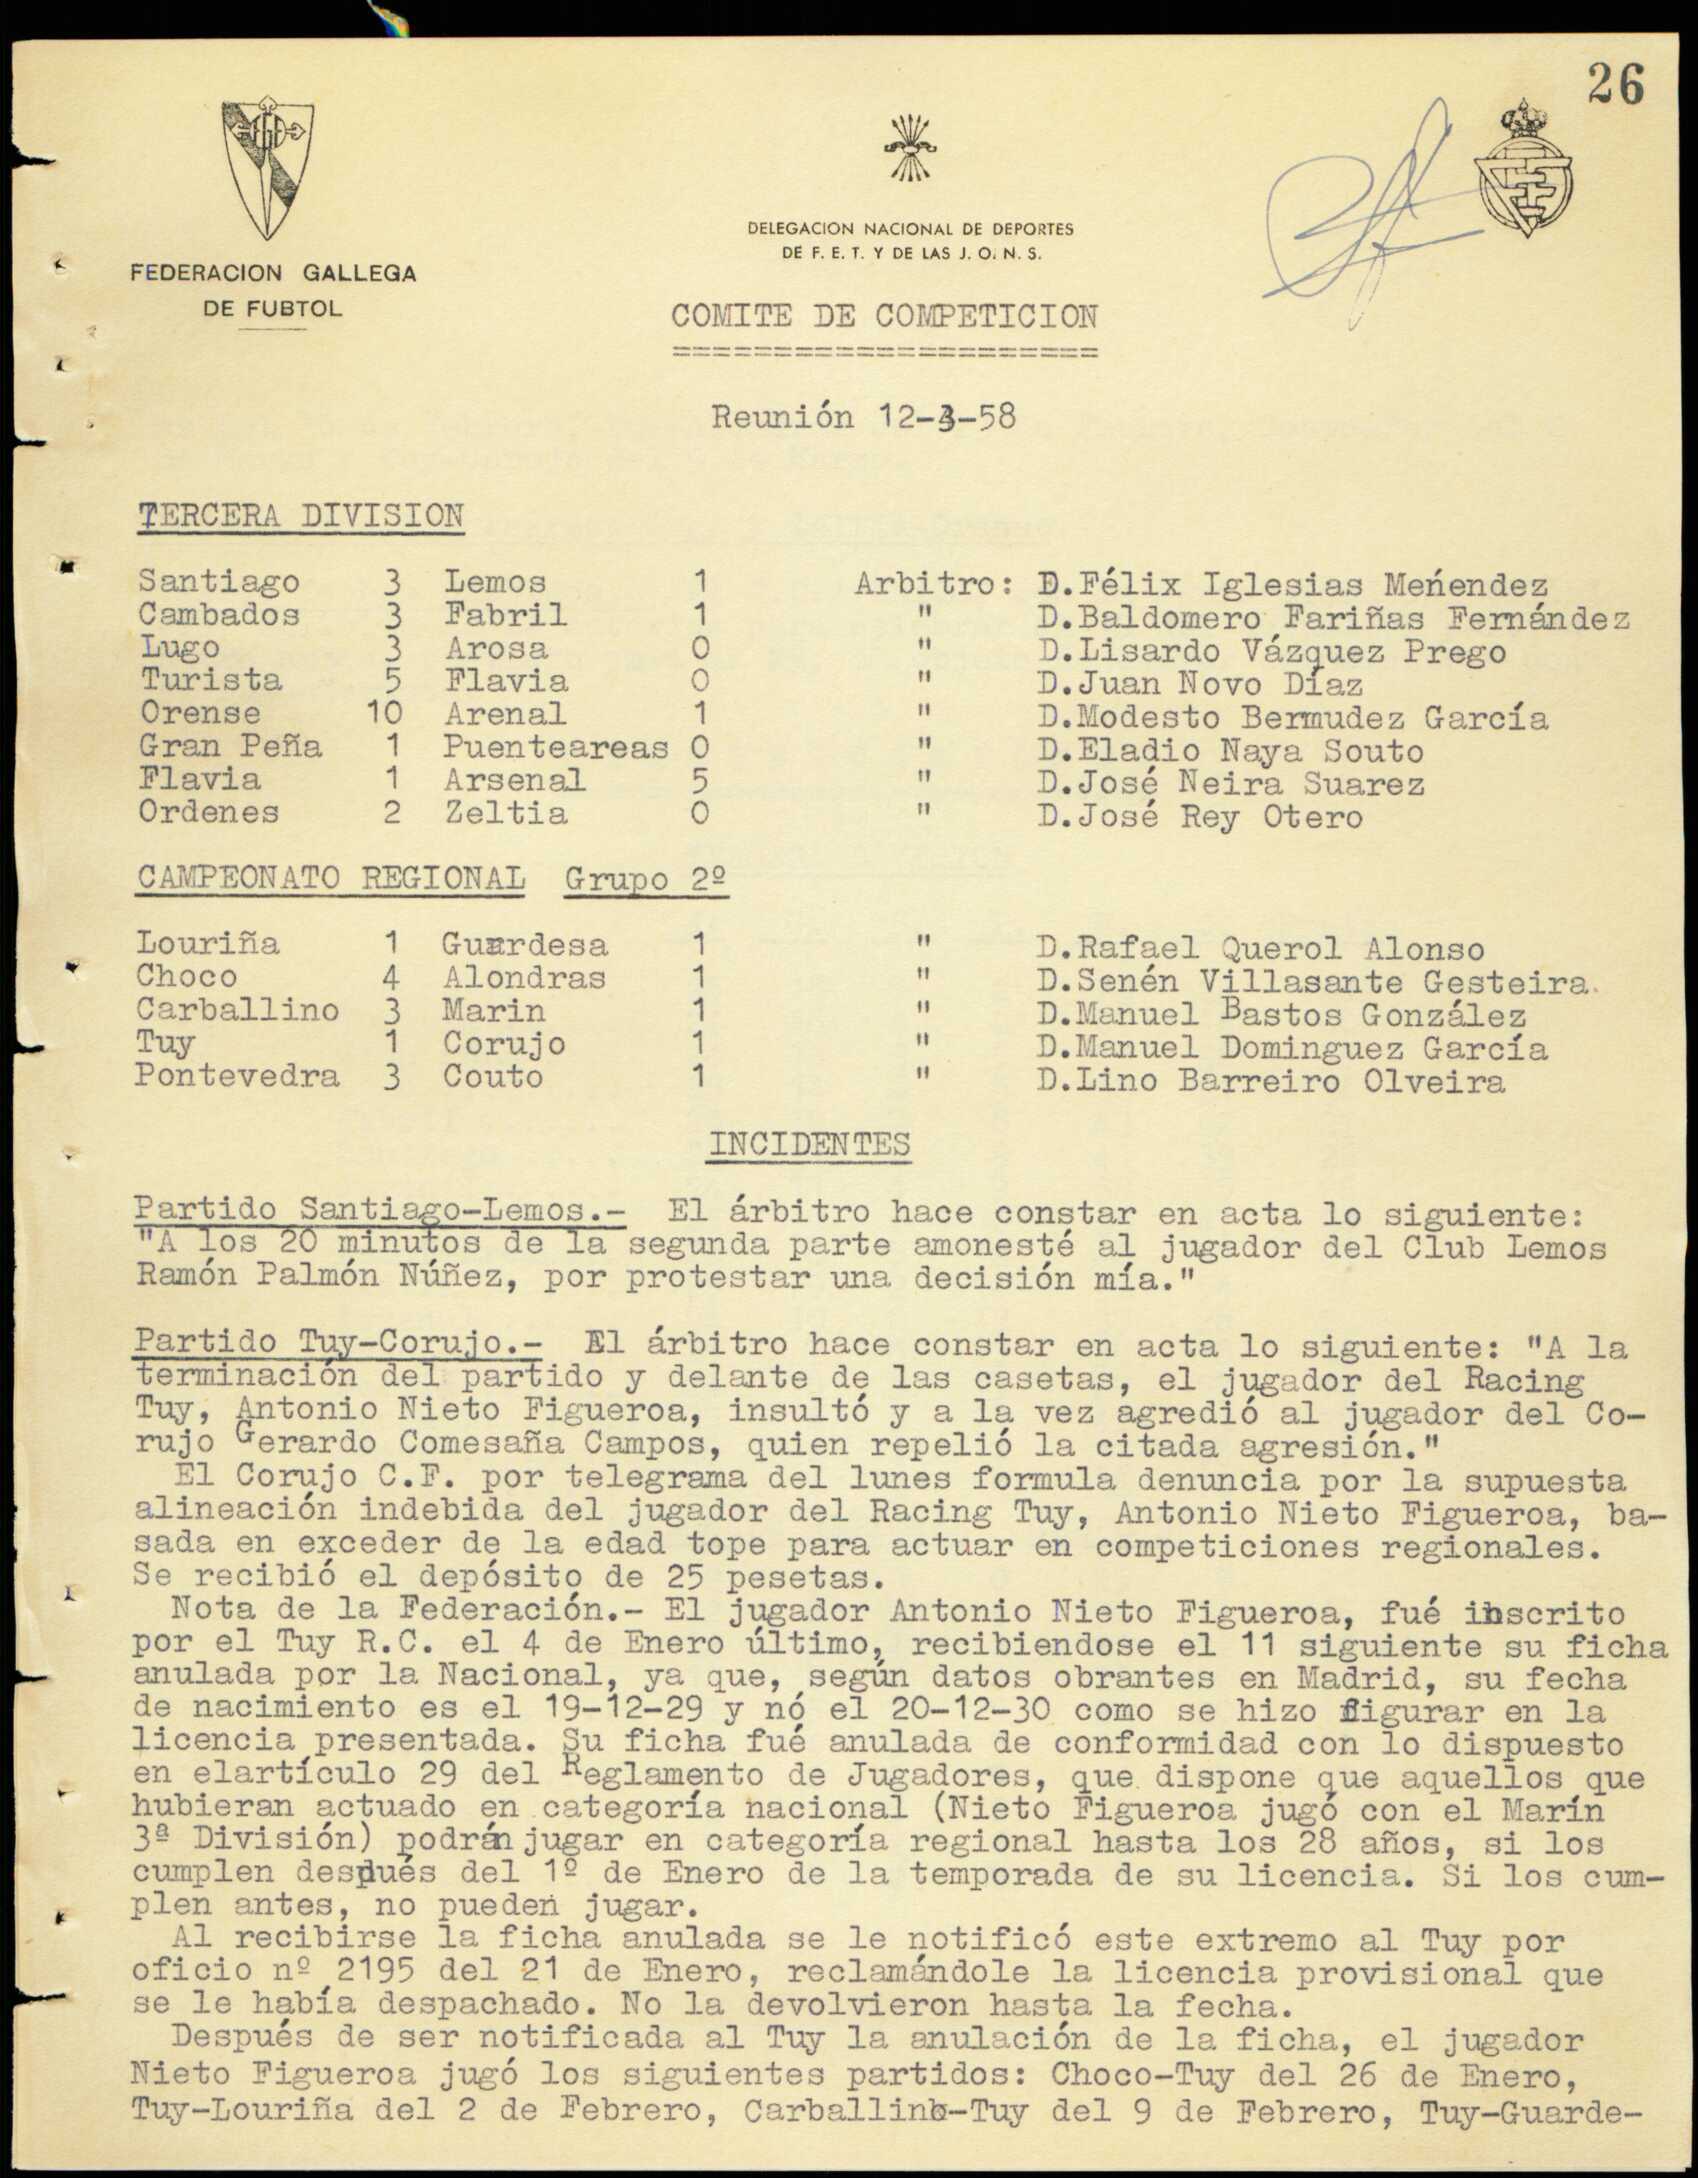 26
FEDERACION GALLEGA
DE FUBTOL
DELEGACION NACIONAL DE DEPORTES
DE F. E. T. Y DE LAS J. O. N. S.
COMITE DE COMPETICION
=====================
Reunión 12-3-58
TERCERA DIVISION
Santiago 3 Lemos 1 Arbitro: D.Félix Iglesias Meńendez
Cambados 3 Fabril 1 " D.Baldomero Fariñas Fernández
Lugo 3 Arosa 0 " D.Lisardo Vázquez Prego
Turista 5 Flavia 0 " D.Juan Novo Díaz
Orense 10 Arenal 1 " D.Modesto Bermudez García
Gran Peña 1 Puenteareas 0 " D.Eladio Naya Souto
Flavia 1 Arsenal 5 " D.José Neira Suarez
Ordenes 2 Zeltia 0 " D.José Rey Otero
CAMPEONATO REGIONAL Grupo 2º
Louriña 1 Guardesa 1 " D.Rafael Querol Alonso
Choco 4 Alondras 1 " D.Senén Villasante Gesteira.
Carballino 3 Marin 1 " D.Manuel Bastos González
Tuy 1 Corujo 1 " D.Manuel Dominguez García
Pontevedra 3 Couto 1 " D.Lino Barreiro Olveira
INCIDENTES
Partido Santiago-Lemos.- El árbitro hace constar en acta lo siguiente:
"A los 20 minutos de la segunda parte amonesté al jugador del Club Lemos
Ramón Palmón Núñez, por protestar una decisión mía."
Partido Tuy-Corujo.- El árbitro hace constar en acta lo siguiente: "A la
terminación del partido y delante de las casetas, el jugador del Racing
Tuy, Antonio Nieto Figueroa, insultó y a la vez agredió al jugador del Co-
rujo Gerardo Comesaña Campos, quien repelió la citada agresión."
El Corujo C.F. por telegrama del lunes formula denuncia por la supuesta
alineación indebida del jugador del Racing Tuy, Antonio Nieto Figueroa, ba-
sada en exceder de la edad tope para actuar en competiciones regionales.
Se recibió el depósito de 25 pesetas.
Nota de la Federación.- El jugador Antonio Nieto Figueroa, fué inscrito
por el Tuy R.C. el 4 de Enero último, recibiendose el 11 siguiente su ficha
anulada por la Nacional, ya que, según datos obrantes en Madrid, su fecha
de nacimiento es el 19-12-29 y nó el 20-12-30 como se hizo figurar en la
licencia presentada. Su ficha fué anulada de conformidad con lo dispuesto
en elartículo 29 del Reglamento de Jugadores, que dispone que aquellos que
hubieran actuado en categoría nacional (Nieto Figueroa jugó con el Marín
3ª División) podrán jugar en categoría regional hasta los 28 años, si los
cumplen después del 1º de Enero de la temporada de su licencia. Si los cum-
plen antes, no pueden jugar.
Al recibirse la ficha anulada se le notificó este extremo al Tuy por
oficio nº 2195 del 21 de Enero, reclamándole la licencia provisional que
se le había despachado. No la devolvieron hasta la fecha.
Después de ser notificada al Tuy la anulación de la ficha, el jugador
Nieto Figueroa jugó los siguientes partidos: Choco-Tuy del 26 de Enero,
Tuy-Louriña del 2 de Febrero, Carballino-Tuy del 9 de Febrero, Tuy-Guarde-